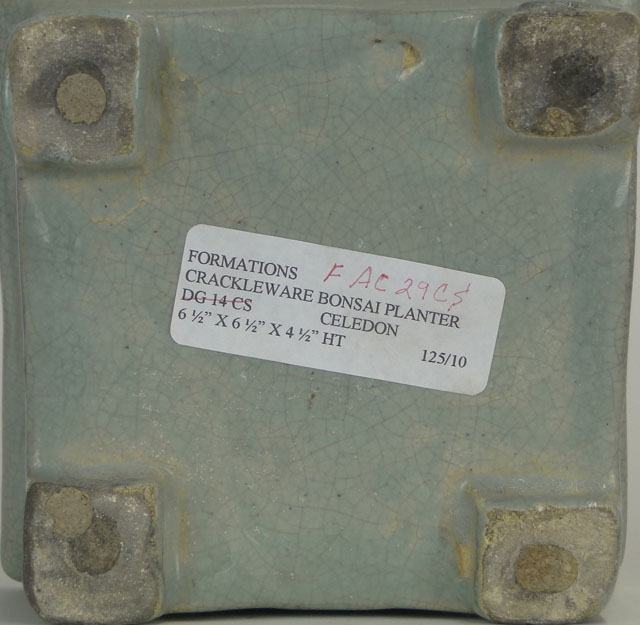 FORMATIONS F AC 29CS
CRACKLEWARE BONSAI PLANTER
DG 14 CS CELEDON
6 ½” X 6 ½” X 4 ½” HT 125/10